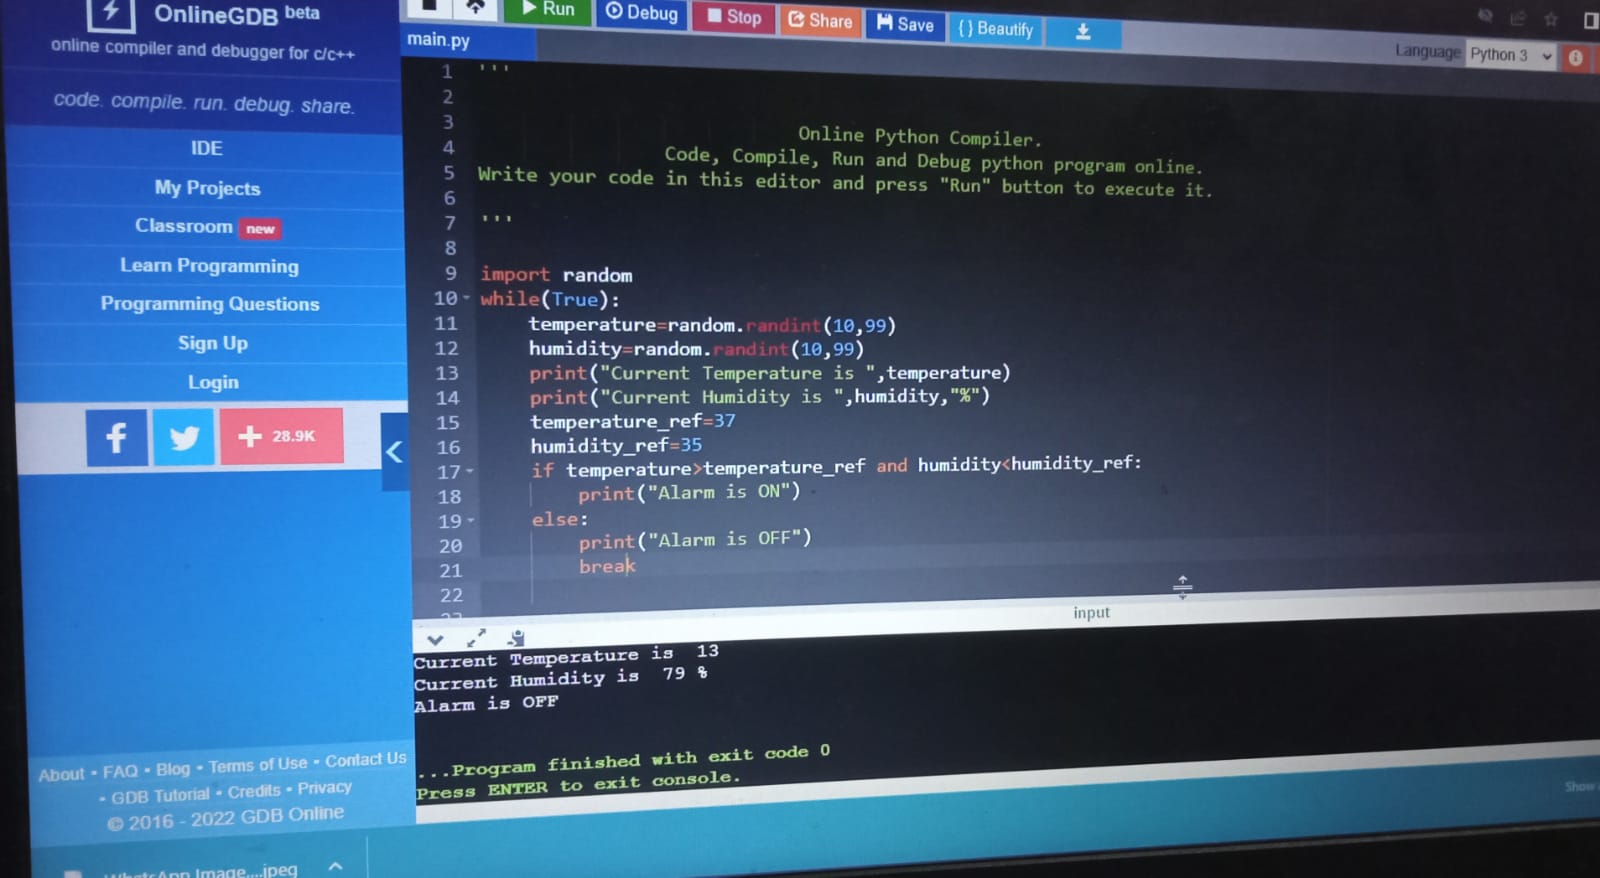 OnlineGDB beta
online compiler and debugger for c/c++
code. compile. run. debug. share.
IDE
My Projects
Classroom new
Learn Programming
Programming Questions
Sign Up
Login
28.9K
About • FAQ • Blog • Terms of Use • Contact Us
• GDB Tutorial • Credits • Privacy
© 2016 - 2022 GDB Online
WhatsApp Image....jpeg
Run Debug Stop Share Save { } Beautify
Language Python 3
main.py
1 '''
2
3
4 Online Python Compiler.
5 Code, Compile, Run and Debug python program online.
6 Write your code in this editor and press "Run" button to execute it.
7 '''
8
9 import random
10 while(True):
11 temperature=random.randint(10,99)
12 humidity=random.randint(10,99)
13 print("Current Temperature is ",temperature)
14 print("Current Humidity is ",humidity,"%")
15 temperature_ref=37
16 humidity_ref=35
17 if temperature>temperature_ref and humidity<humidity_ref:
18 print("Alarm is ON")
19 else:
20 print("Alarm is OFF")
21 break
22
input
Current Temperature is  13
Current Humidity is  79 %
Alarm is OFF
...Program finished with exit code 0
Press ENTER to exit console.
Show